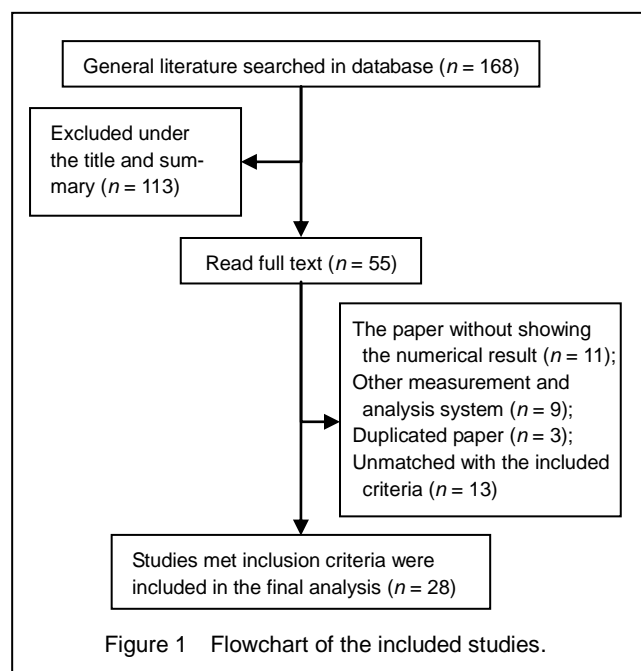 General literature searched in database (n = 168)
Excluded under
the title and sum-
mary (n = 113)
Read full text (n = 55)
The paper without showing
the numerical result (n = 11);
Other measurement and
analysis system (n = 9);
Duplicated paper (n = 3);
Unmatched with the included
criteria (n = 13)
Studies met inclusion criteria were
included in the final analysis (n = 28)
Figure 1 Flowchart of the included studies.